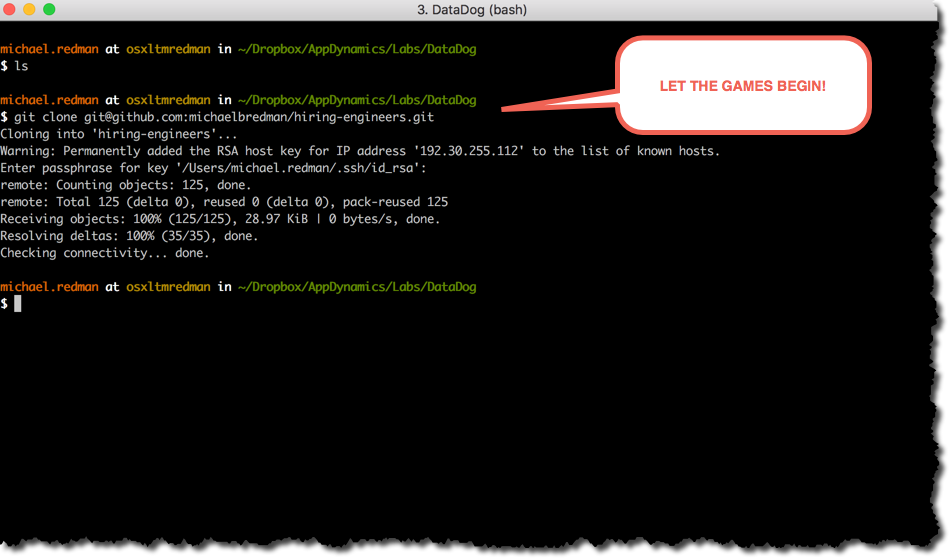 3. DataDog (bash)
michael.redman at osxltmredman in ~/Dropbox/AppDynamics/Labs/DataDog
$ ls
LET THE GAMES BEGIN!
michael.redman at osxltmredman in ~/Dropbox/AppDynamics/Labs/DataDog
$ git clone git@github.com:michaelbredman/hiring-engineers.git
Cloning into 'hiring-engineers'...
Warning: Permanently added the RSA host key for IP address '192.30.255.112' to the list of known hosts.
Enter passphrase for key '/Users/michael.redman/.ssh/id_rsa':
remote: Counting objects: 125, done.
remote: Total 125 (delta 0), reused 0 (delta 0), pack-reused 125
Receiving objects: 100% (125/125), 28.97 KiB | 0 bytes/s, done.
Resolving deltas: 100% (35/35), done.
Checking connectivity... done.
michael.redman at osxltmredman in ~/Dropbox/AppDynamics/Labs/DataDog
$